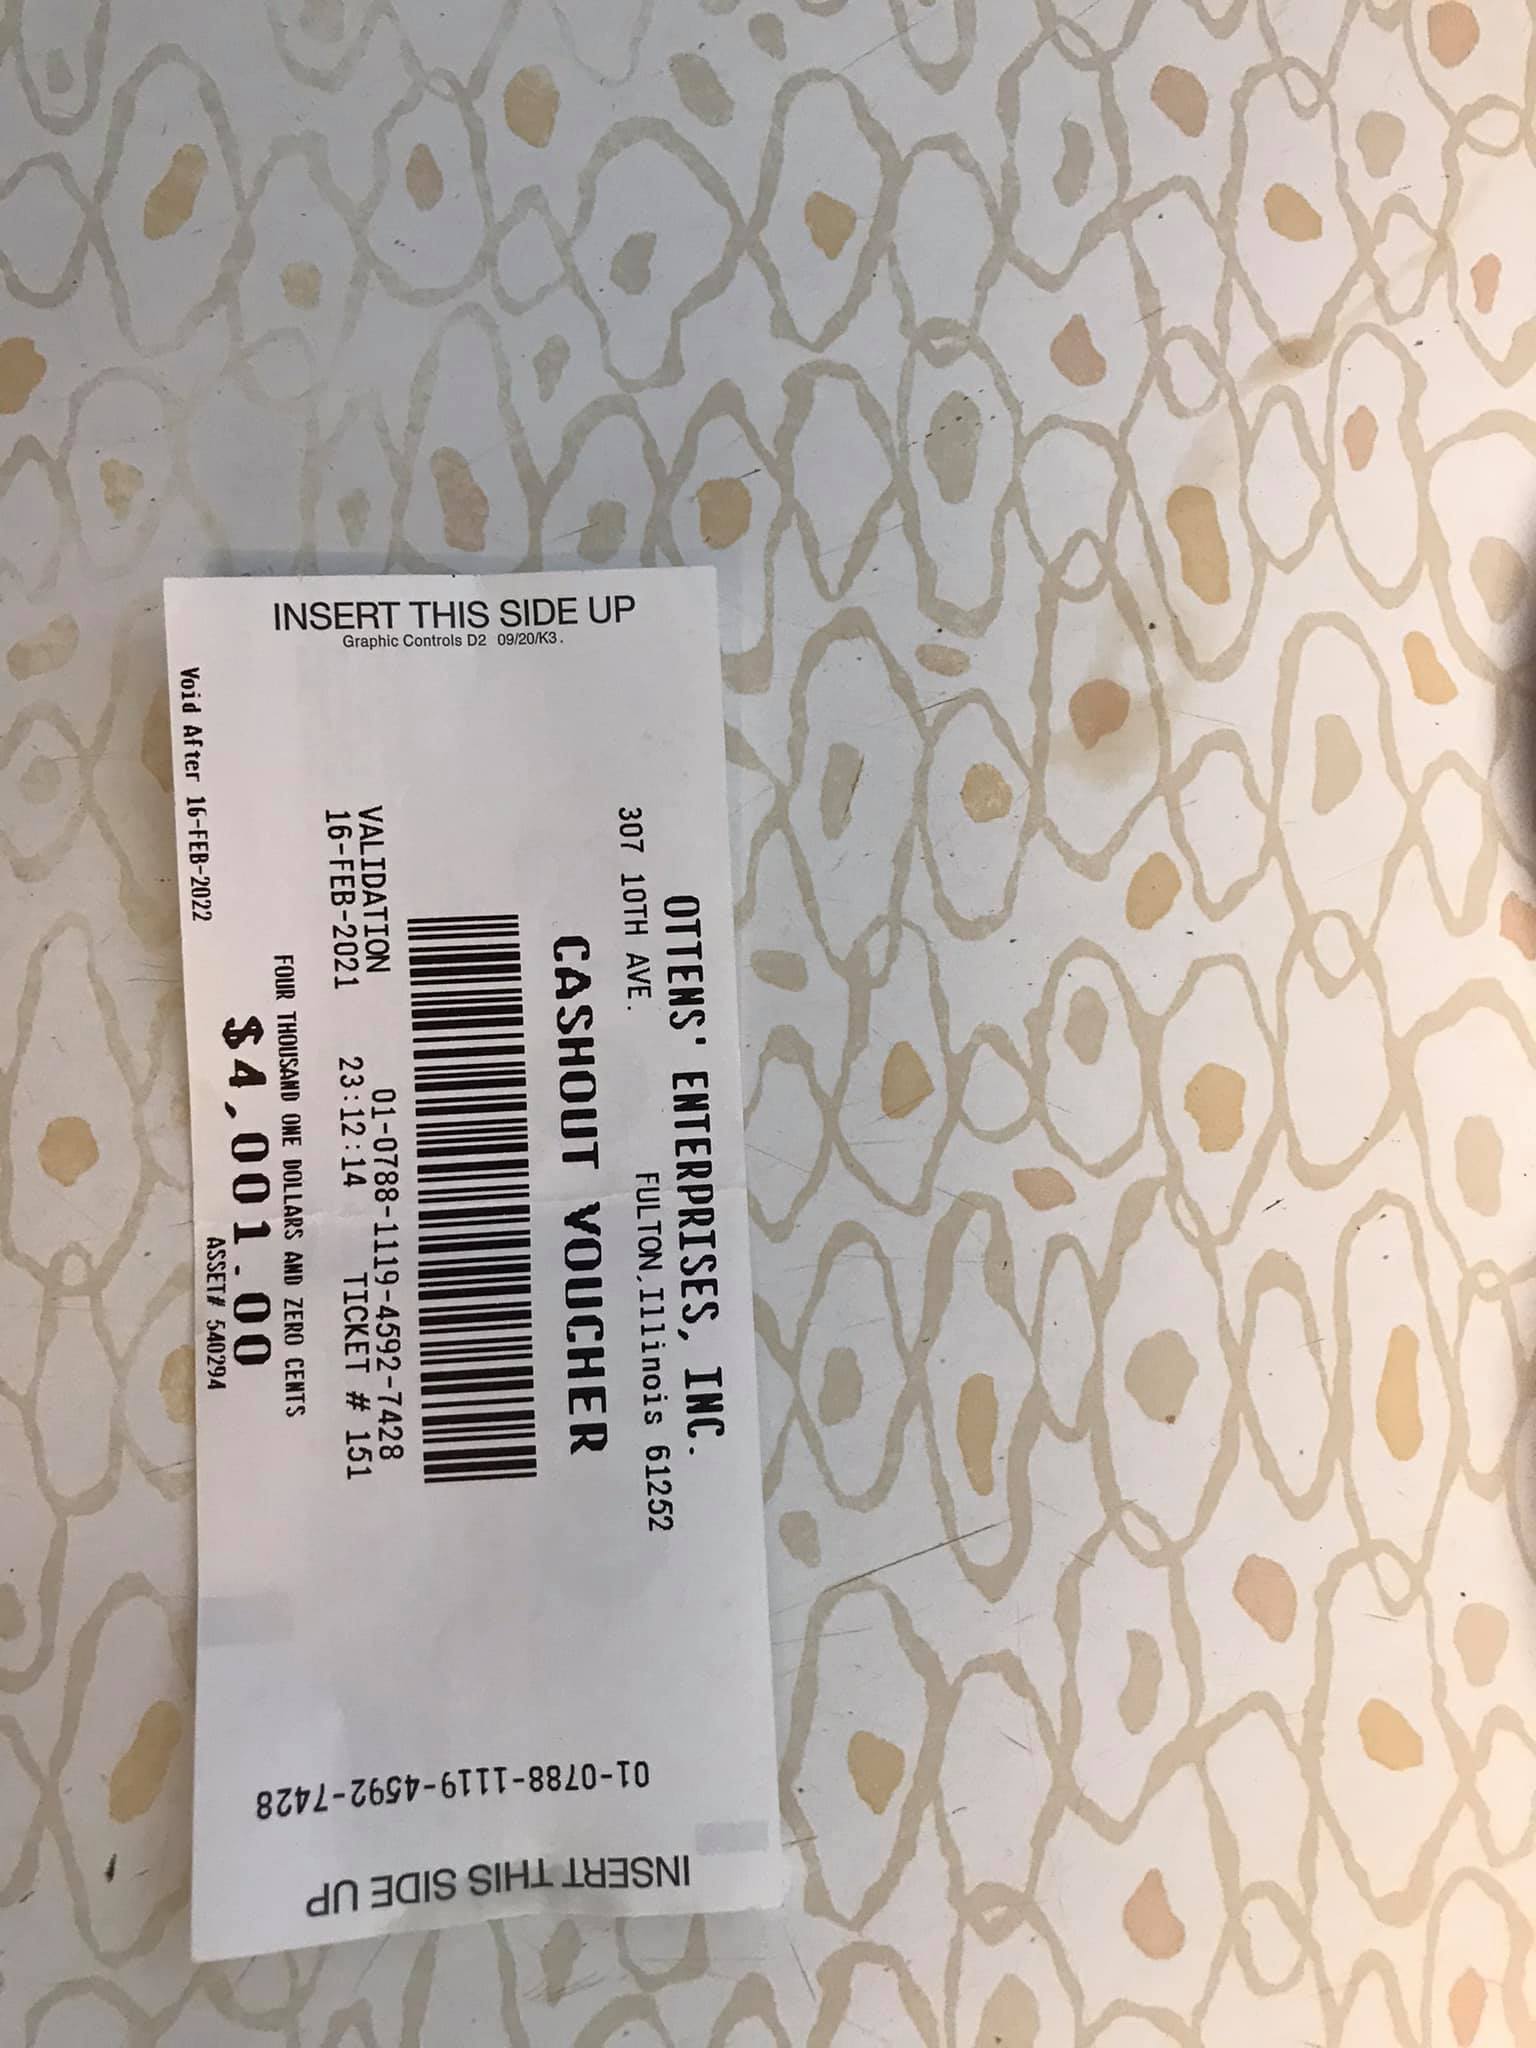 INSERT THIS SIDE UP
Graphic Controls D2 09/20/K3.
OTTENS' ENTERPRISES, INC.
307 10TH AVE. FULTON,Illinois 61252
CASHOUT VOUCHER
VALIDATION 01-0788-1119-4592-7428
16-FEB-2021 23:12:14 TICKET # 151
FOUR THOUSAND ONE DOLLARS AND ZERO CENTS
$4,001.00
Void After 16-FEB-2022 ASSET# 540294
01-0788-1119-4592-7428
INSERT THIS SIDE UP